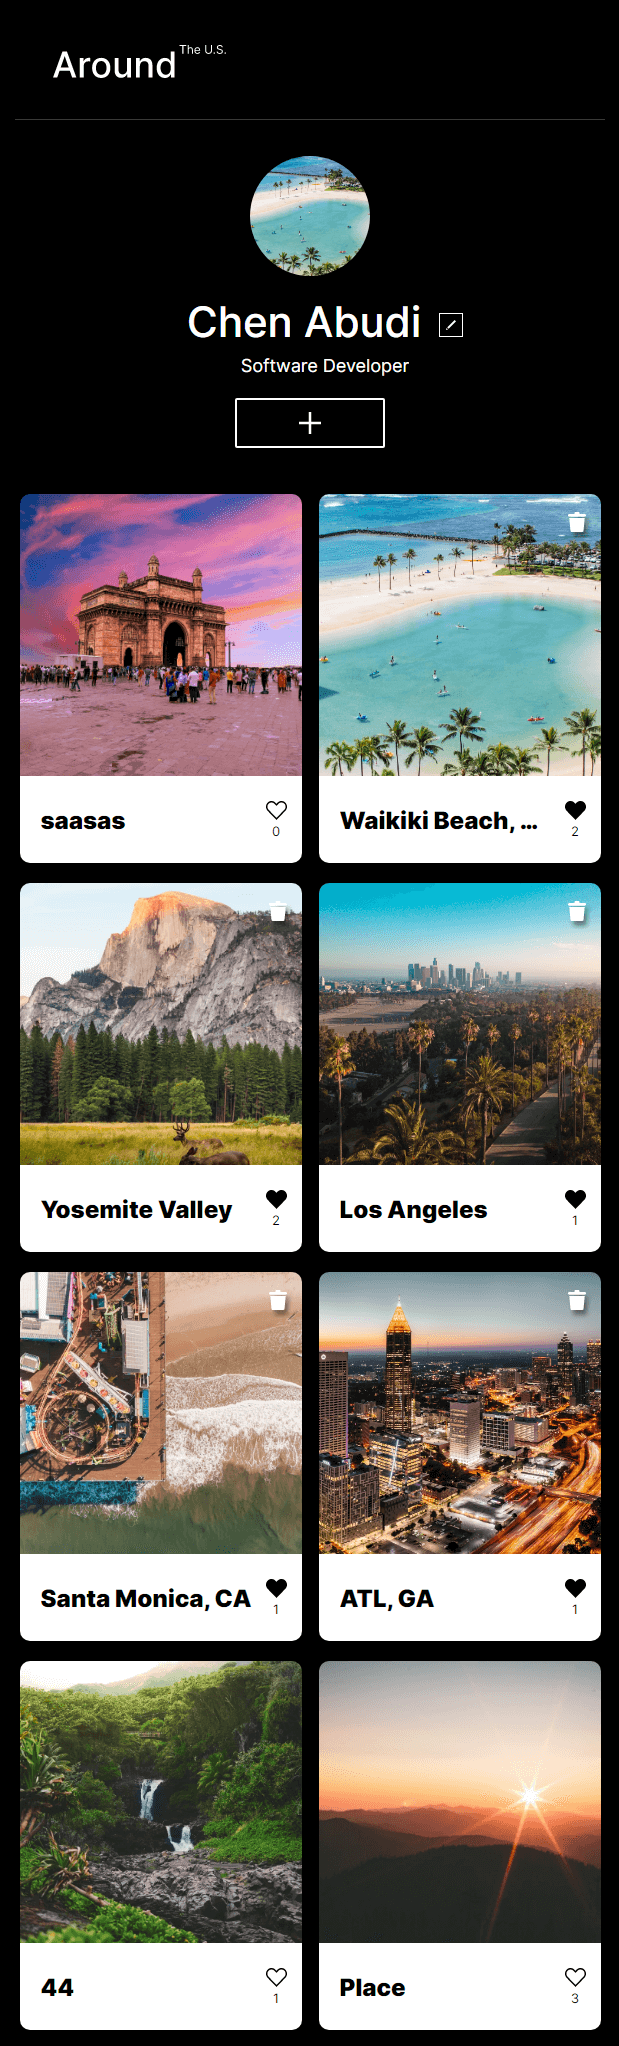 Around The U.S.
Chen Abudi
Software Developer
saasas
0
Waikiki Beach, ...
2
Yosemite Valley
2
Los Angeles
1
Santa Monica, CA
1
ATL, GA
1
44
1
Place
3